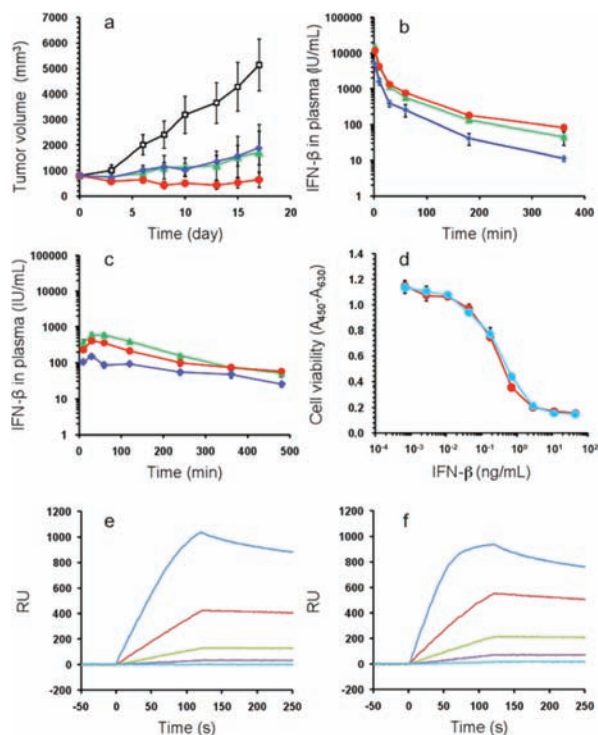 a
7000
6000
5000
4000
3000
2000
1000
0
Tumor volume (mm³)
0 5 10 15 20
Time (day)
b
100000
10000
1000
100
10
1
IFN-β in plasma (IU/mL)
0 100 200 300 400
Time (min)
c
100000
10000
1000
100
10
1
IFN-β in plasma (IU/mL)
0 100 200 300 400 500
Time (min)
d
1.4
1.2
1.0
0.8
0.6
0.4
0.2
0.0
Cell viability (A₄₅₀-A₆₃₀)
10⁻⁴ 10⁻³ 10⁻² 10⁻¹ 10⁰ 10¹ 10²
IFN-β (ng/mL)
e
1200
1000
800
600
400
200
0
-200
RU
-50 0 50 100 150 200 250
Time (s)
f
1200
1000
800
600
400
200
0
-200
RU
-50 0 50 100 150 200 250
Time (s)